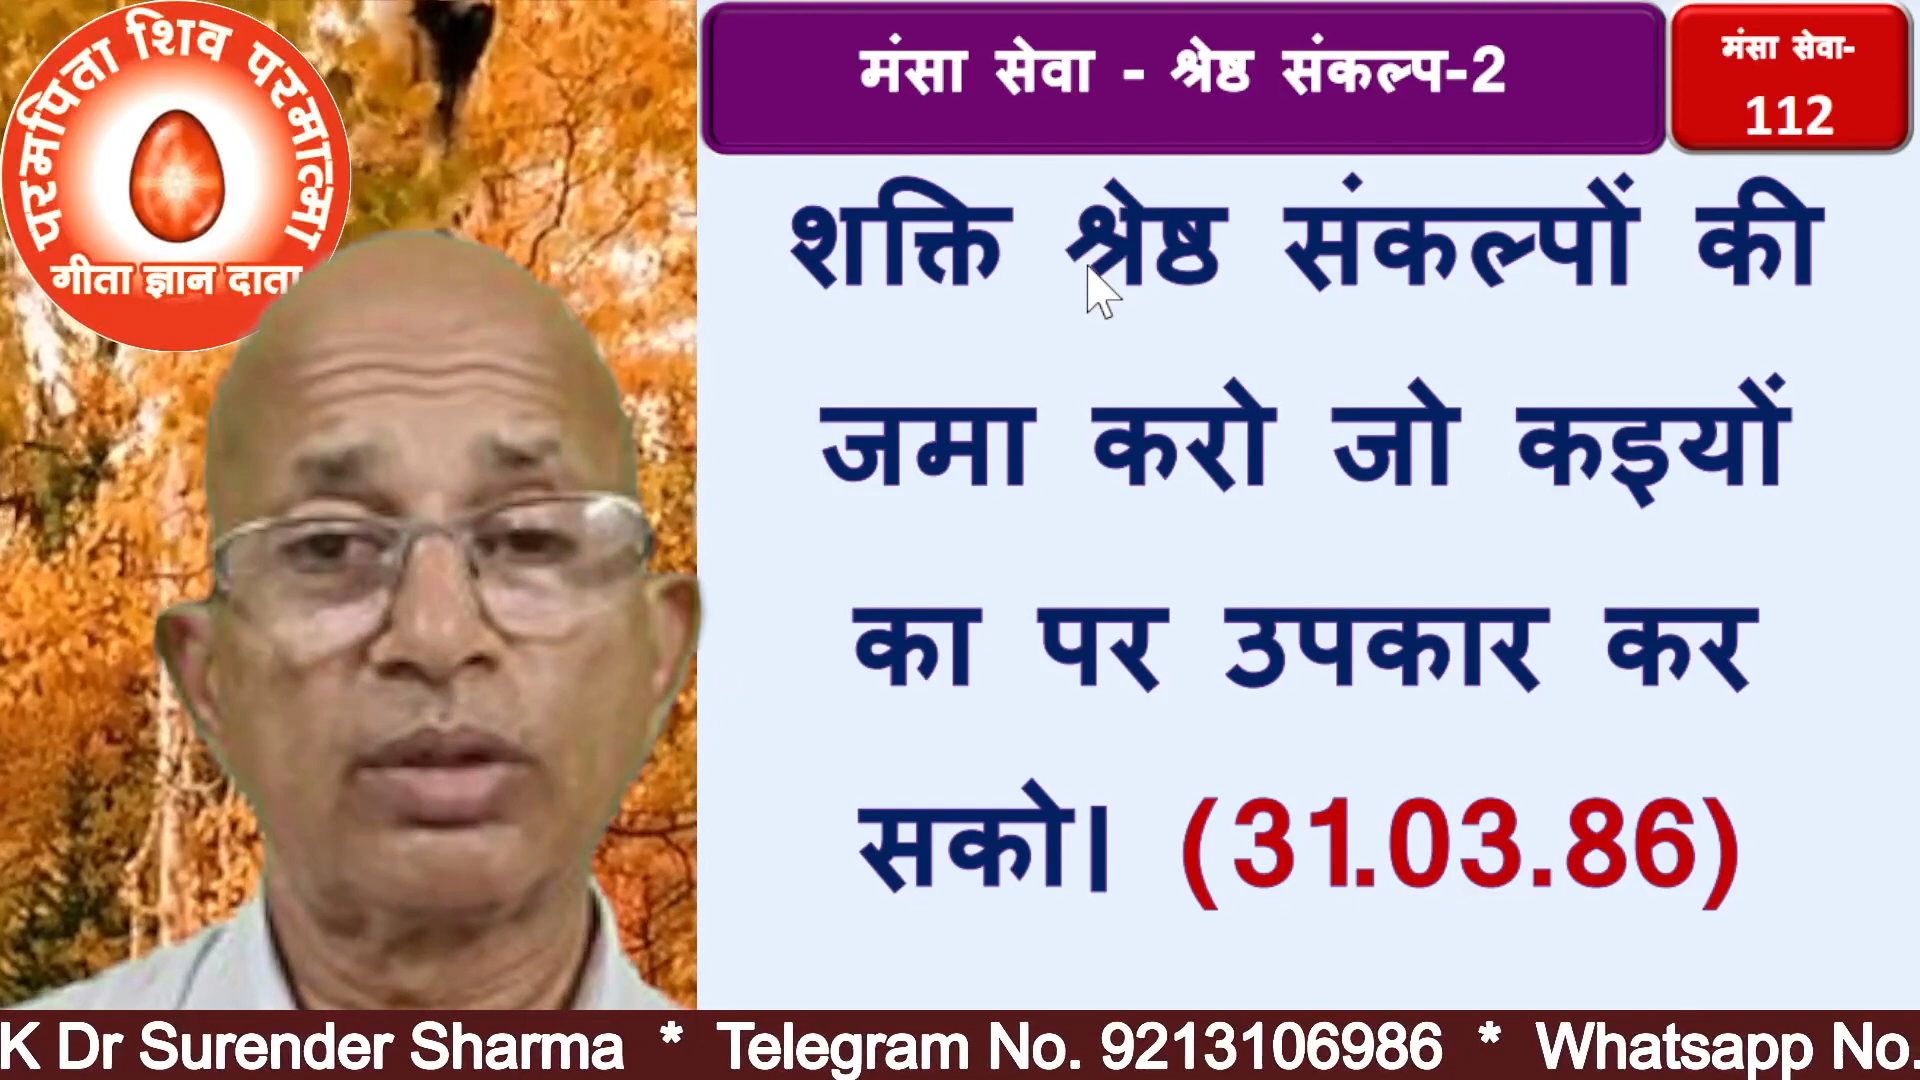 परमपिता शिव परमात्मा
गीता ज्ञान दाता
मंसा सेवा - श्रेष्ठ संकल्प-2
मंसा सेवा-
112
शक्ति श्रेष्ठ संकल्पों की
जमा करो जो कइयों
का पर उपकार कर
सको। (31.03.86)
K Dr Surender Sharma * Telegram No. 9213106986 * Whatsapp No.